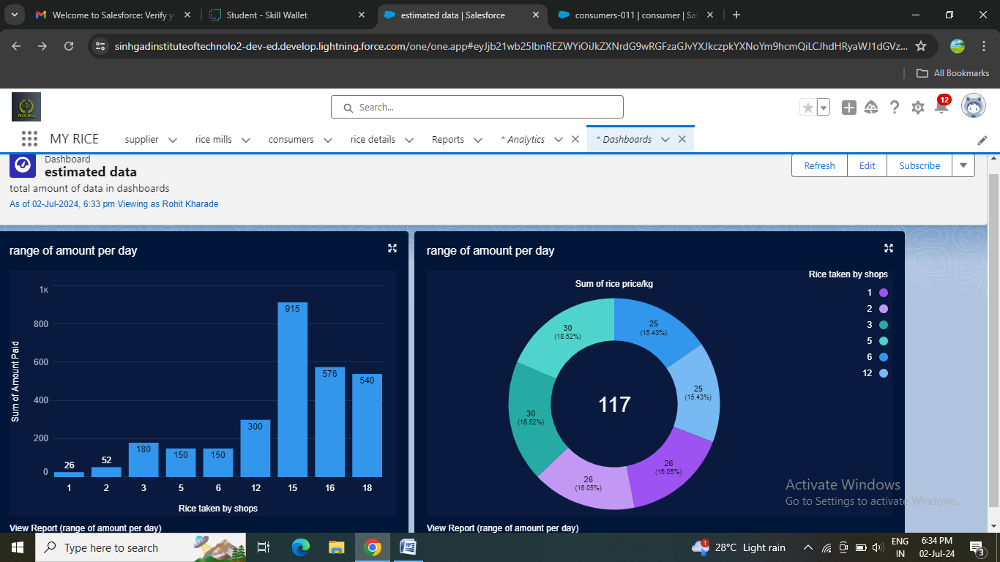 Welcome to Salesforce: Verify y
Student - Skill Wallet
estimated data | Salesforce
consumers-011 | consumer | Sa
sinhgadinstituteoftechnolo2-dev-ed.develop.lightning.force.com/one/one.app#eyJjb21wb25lbnREZWYiOiJkZXNrdG9wRGFzaGJvYXJkczpkYXNoYm9hcmQiLCJhdHRyaWJ1dGVz...
All Bookmarks
RICE MILL
Search...
12
MY RICE
supplier
rice mills
consumers
rice details
Reports
* Analytics
* Dashboards
Dashboard
estimated data
total amount of data in dashboards
As of 02-Jul-2024, 6:33 pm·Viewing as Rohit Kharade
Refresh
Edit
Subscribe
range of amount per day
Sum of Amount Paid
1K
800
600
400
200
0
26
52
180
150
150
300
915
576
540
1 2 3 5 6 12 15 16 18
Rice taken by shops
View Report (range of amount per day)
range of amount per day
Sum of rice price/kg
Rice taken by shops
1
2
3
5
6
12
25
(15.43%)
25
(15.43%)
26
(16.05%)
26
(16.05%)
30
(18.52%)
30
(18.52%)
117
View Report (range of amount per day)
Activate Windows
Go to Settings to activate Windows.
Type here to search
1
28°C Light rain
ENG
IN
6:34 PM
02-Jul-24
3